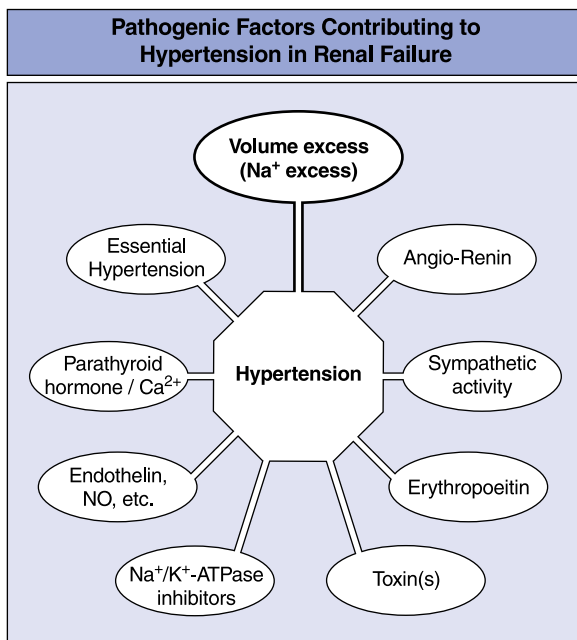 Pathogenic Factors Contributing to
Hypertension in Renal Failure
Volume excess
(Na⁺ excess)
Essential
Hypertension
Angio-Renin
Parathyroid
hormone / Ca²⁺
Hypertension
Sympathetic
activity
Endothelin,
NO, etc.
Erythropoeitin
Na⁺/K⁺-ATPase
inhibitors
Toxin(s)